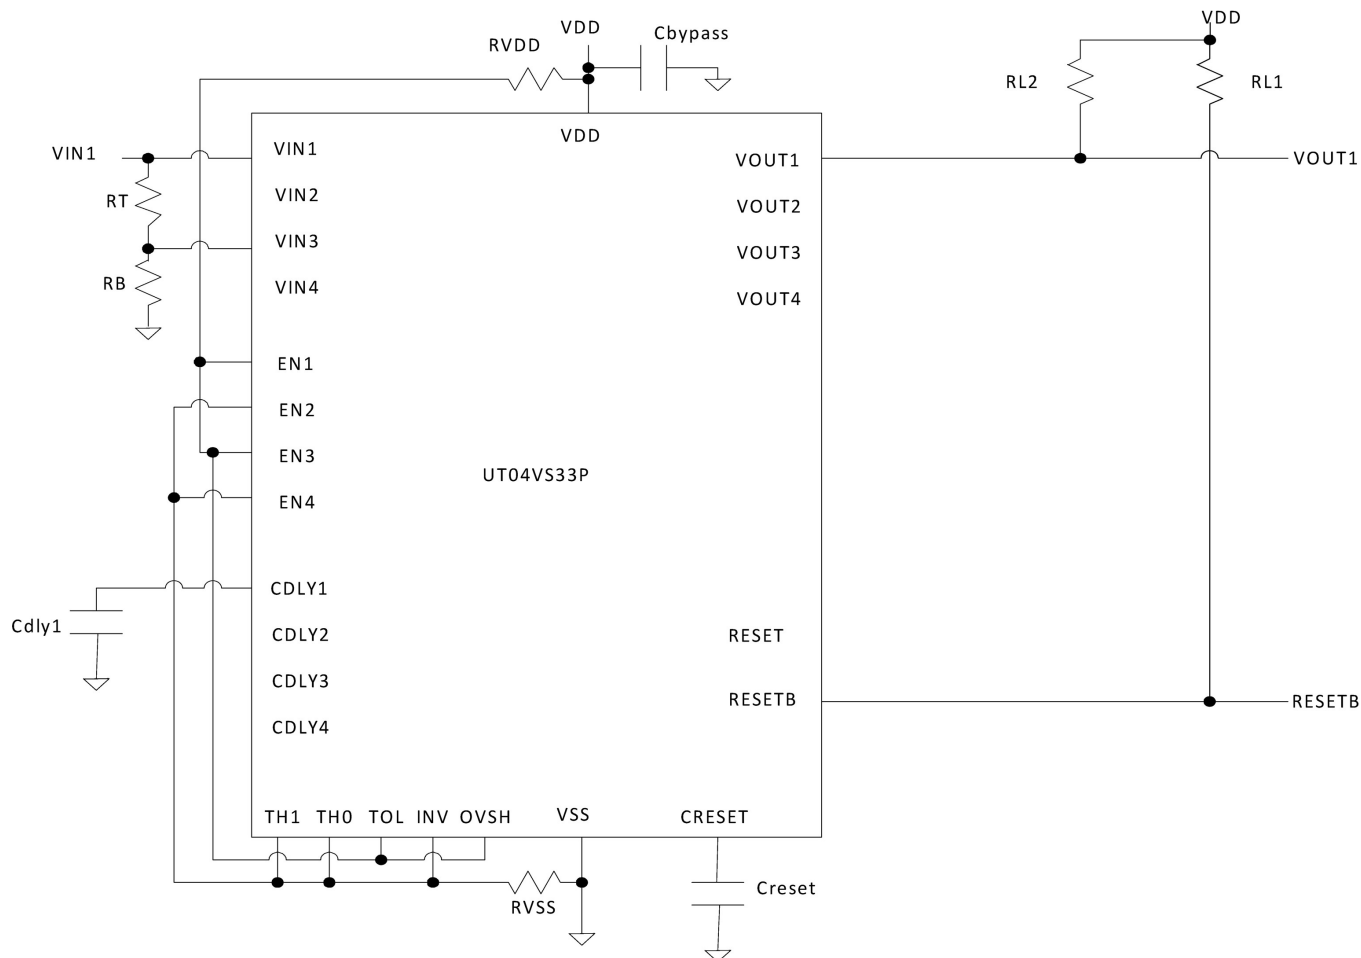 VDD
VDD
Cbypass
RVDD
RL2
RL1
VDD
VIN1
VIN1
VOUT1
VOUT1
RT
VIN2
VOUT2
VIN3
VOUT3
RB
VIN4
VOUT4
EN1
EN2
EN3
UT04VS33P
EN4
CDLY1
Cdly1
CDLY2
RESET
CDLY3
RESETB
RESETB
CDLY4
TH1 TH0 TOL INV OVSH VSS CRESET
Creset
RVSS